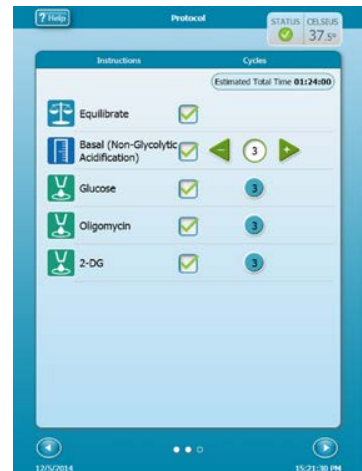 ? Help
Protocol
STATUS
CELSIUS
37.5°
Instructions
Cycles
Estimated Total Time 01:24:00
Equilibrate
Basal (Non-Glycolytic
Acidification)
3
Glucose
3
Oligomycin
3
2-DG
3
12/5/2014
15:21:30 PM